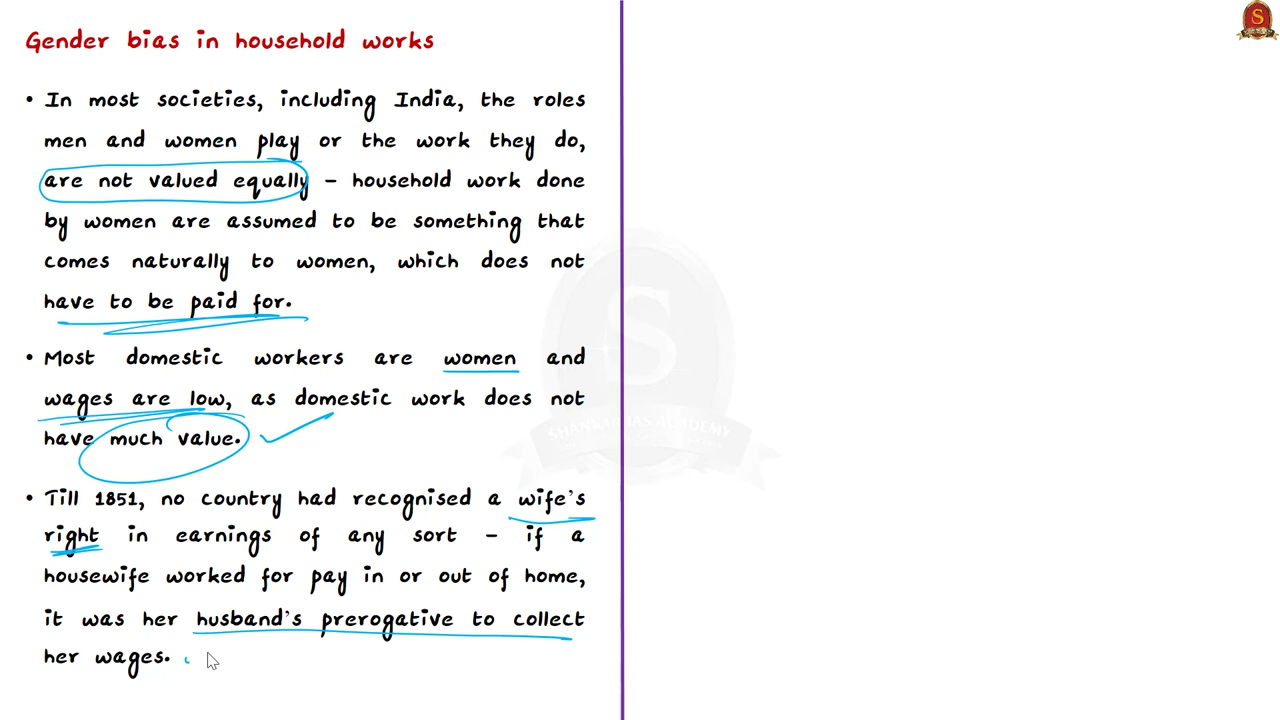 Gender bias in household works
• In most societies, including India, the roles
men and women play or the work they do,
are not valued equally – household work done
by women are assumed to be something that
comes naturally to women, which does not
have to be paid for.
• Most domestic workers are women and
wages are low, as domestic work does not
have much value.
• Till 1851, no country had recognised a wife's
right in earnings of any sort – if a
housewife worked for pay in or out of home,
it was her husband's prerogative to collect
her wages.
S
SHANKAR IAS ACADEMY
S